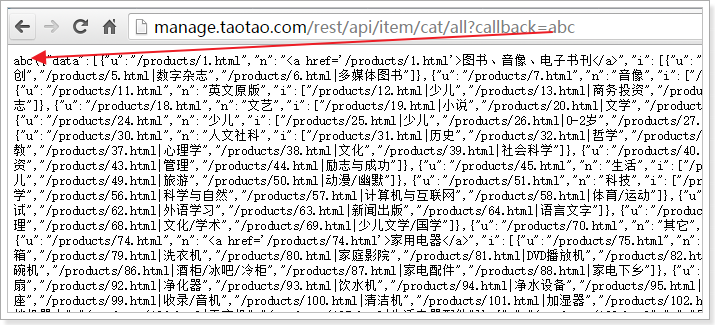 manage.taotao.com/rest/api/item/cat/all?callback=abc
abc("data":[{"u":"/products/1.html","n":"<a href='/products/1.html'>图书、音像、电子书刊</a>","i":[{"u":
创","/products/5.html|数字杂志","/products/6.html|多媒体图书"]},{"u":"/products/7.html","n":"音像","i":["/
{"u":"/products/11.html","n":"英文原版","i":["/products/12.html|少儿","/products/13.html|商务投资","/produc
志"]},{"u":"/products/18.html","n":"文艺","i":["/products/19.html|小说","/products/20.html|文学","/products
{"u":"/products/24.html","n":"少儿","i":["/products/25.html|少儿","/products/26.html|0-2岁","/products/27.
{"u":"/products/30.html","n":"人文社科","i":["/products/31.html|历史","/products/32.html|哲学","/products
教","/products/37.html|心理学","/products/38.html|文化","/products/39.html|社会科学"]},{"u":"/products/40.
资","/products/43.html|管理","/products/44.html|励志与成功"]},{"u":"/products/45.html","n":"生活","i":["/p
儿","/products/49.html|旅游","/products/50.html|动漫/幽默"]},{"u":"/products/51.html","n":"科技","i":["/pr
学","/products/56.html|科学与自然","/products/57.html|计算机与互联网","/products/58.html|体育/运动"]},{"u"
试","/products/62.html|外语学习","/products/63.html|新闻出版","/products/64.html|语言文字"]},{"u":"/produc
理","/products/68.html|文化/学术","/products/69.html|少儿文学/国学"]},{"u":"/products/70.html","n":"其它",
{"u":"/products/74.html","n":"<a href='/products/74.html'>家用电器</a>","i":[{"u":"/products/75.html","n"
箱","/products/79.html|洗衣机","/products/80.html|家庭影院","/products/81.html|DVD播放机","/products/82.
碗机","/products/86.html|酒柜/冰吧/冷柜","/products/87.html|家电配件","/products/88.html|家电下乡"]},{"u"
扇","/products/92.html|净化器","/products/93.html|饮水机","/products/94.html|净水设备","/products/95.html
座","/products/99.html|收录/音机","/products/100.html|清洁机","/products/101.html|加湿器","/products/102.